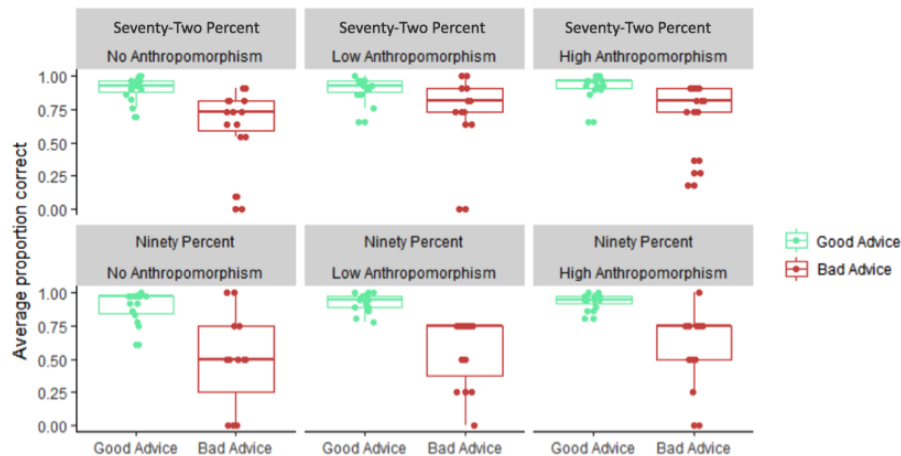 Seventy-Two Percent Seventy-Two Percent Seventy-Two Percent
No Anthropomorphism Low Anthropomorphism High Anthropomorphism
1.00
0.75
0.50
0.25
0.00
Average proportion correct
Ninety Percent Ninety Percent Ninety Percent
No Anthropomorphism Low Anthropomorphism High Anthropomorphism
1.00
0.75
0.50
0.25
0.00
Good Advice Bad Advice Good Advice Bad Advice Good Advice Bad Advice
Good Advice
Bad Advice